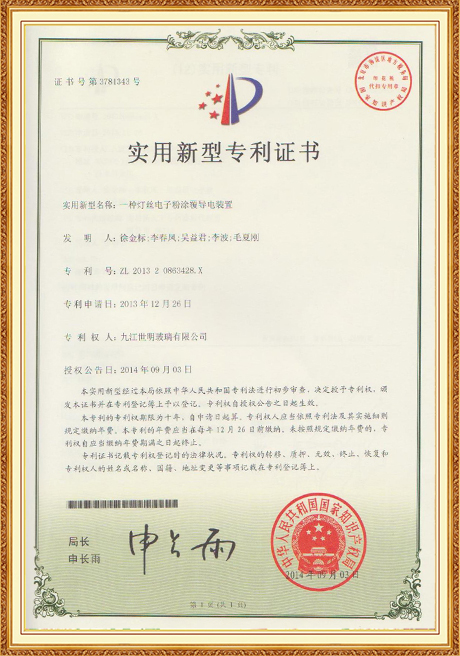 证书号第3781343号
实用新型专利证书
实用新型名称：一种灯丝电子粉涂覆导电装置
发明人：徐金标;李春风;吴益君;李波;毛夏刚
专利号：ZL 2013 2 0863428.X
专利申请日：2013年12月26日
专利权人：九江世明玻璃有限公司
授权公告日：2014年09月03日
本实用新型经过本局依照中华人民共和国专利法进行初步审查，决定授予专利权，颁
发本证书并在专利登记簿上予以登记。专利权自授权公告之日起生效。
本专利的专利权期限为十年，自申请日起算。专利权人应当依照专利法及其实施细则
规定缴纳年费。本专利的年费应当在每年12月26日前缴纳。未按照规定缴纳年费的，专
利权自应当缴纳年费期满之日起终止。
专利证书记载专利权登记时的法律状况。专利权的转移、质押、无效、终止、恢复和
专利权人的姓名或名称、国籍、地址变更等事项记载在专利登记簿上。
局长
申长雨
申长雨
中华人民共和国国家知识产权局
2014年09月03日
第1页(共1页)